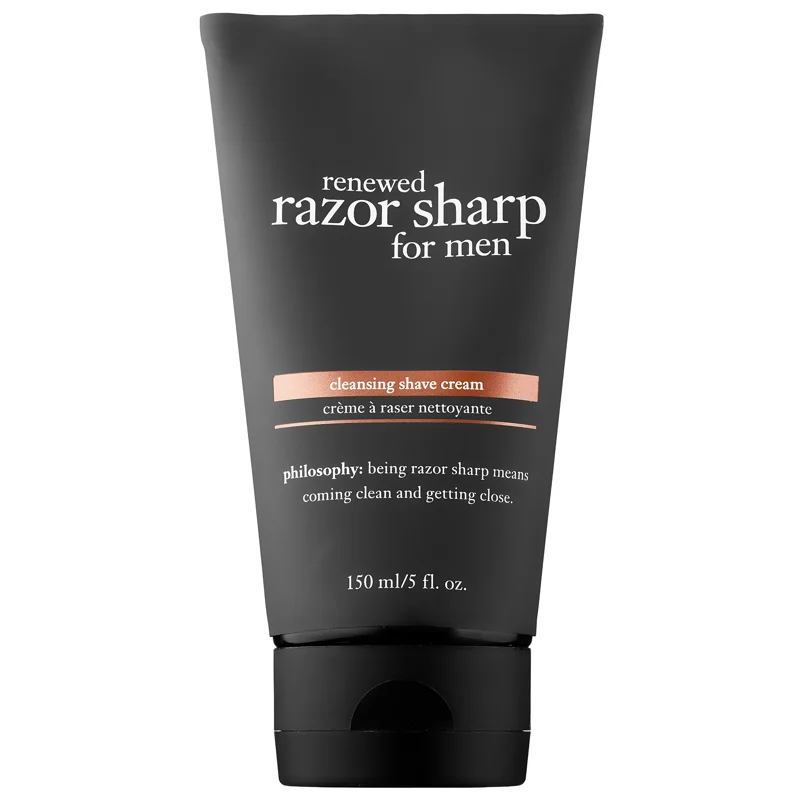 renewed
razor sharp
for men
cleansing shave cream
crème à raser nettoyante
philosophy: being razor sharp means
coming clean and getting close.
150 ml/5 fl. oz.